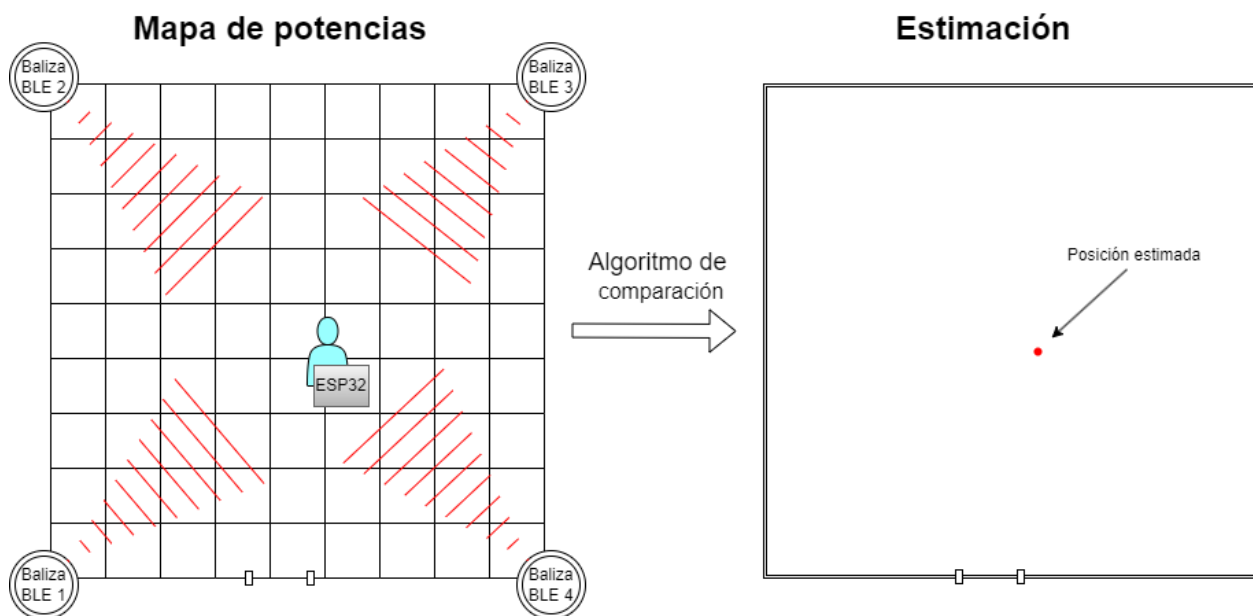 Mapa de potencias
Estimación
Baliza
BLE 2
Baliza
BLE 3
Algoritmo de
comparación
Posición estimada
ESP32
Baliza
BLE 1
Baliza
BLE 4